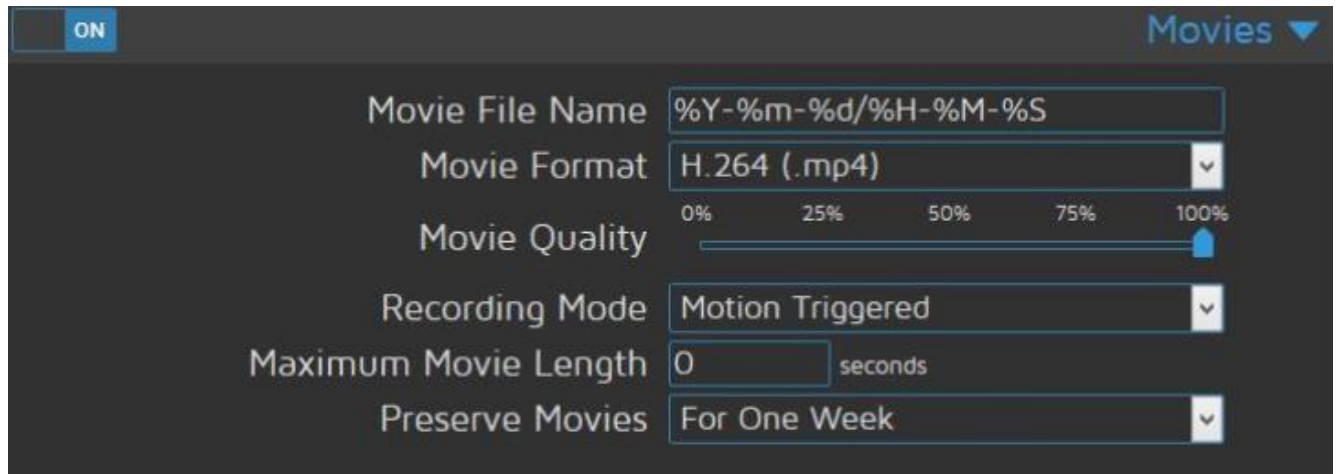 ON Movies
Movie File Name %Y-%m-%d/%H-%M-%S
Movie Format H.264 (.mp4)
0% 25% 50% 75% 100%
Movie Quality
Recording Mode Motion Triggered
Maximum Movie Length 0 seconds
Preserve Movies For One Week